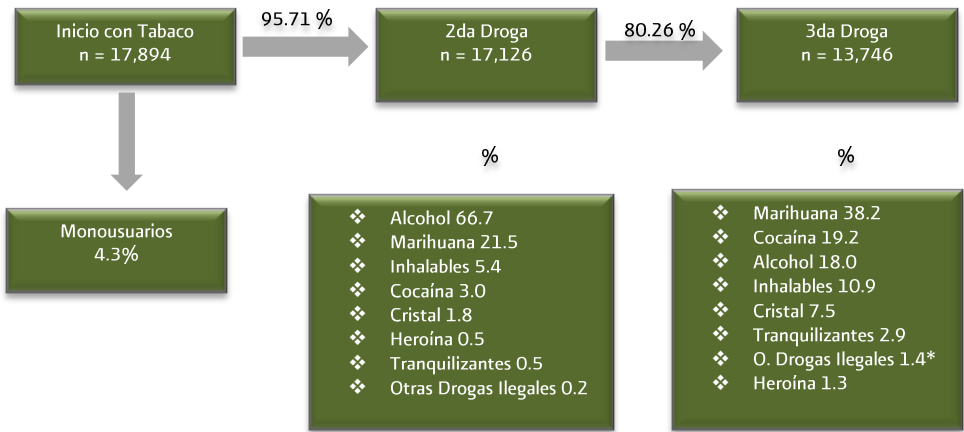 Inicio con Tabaco
n = 17,894
95.71 %
2da Droga
n = 17,126
80.26 %
3da Droga
n = 13,746
Monousuarios
4.3%
%
❖ Alcohol 66.7
❖ Marihuana 21.5
❖ Inhalables 5.4
❖ Cocaína 3.0
❖ Cristal 1.8
❖ Heroína 0.5
❖ Tranquilizantes 0.5
❖ Otras Drogas Ilegales 0.2
%
❖ Marihuana 38.2
❖ Cocaína 19.2
❖ Alcohol 18.0
❖ Inhalables 10.9
❖ Cristal 7.5
❖ Tranquilizantes 2.9
❖ O. Drogas Ilegales 1.4*
❖ Heroína 1.3